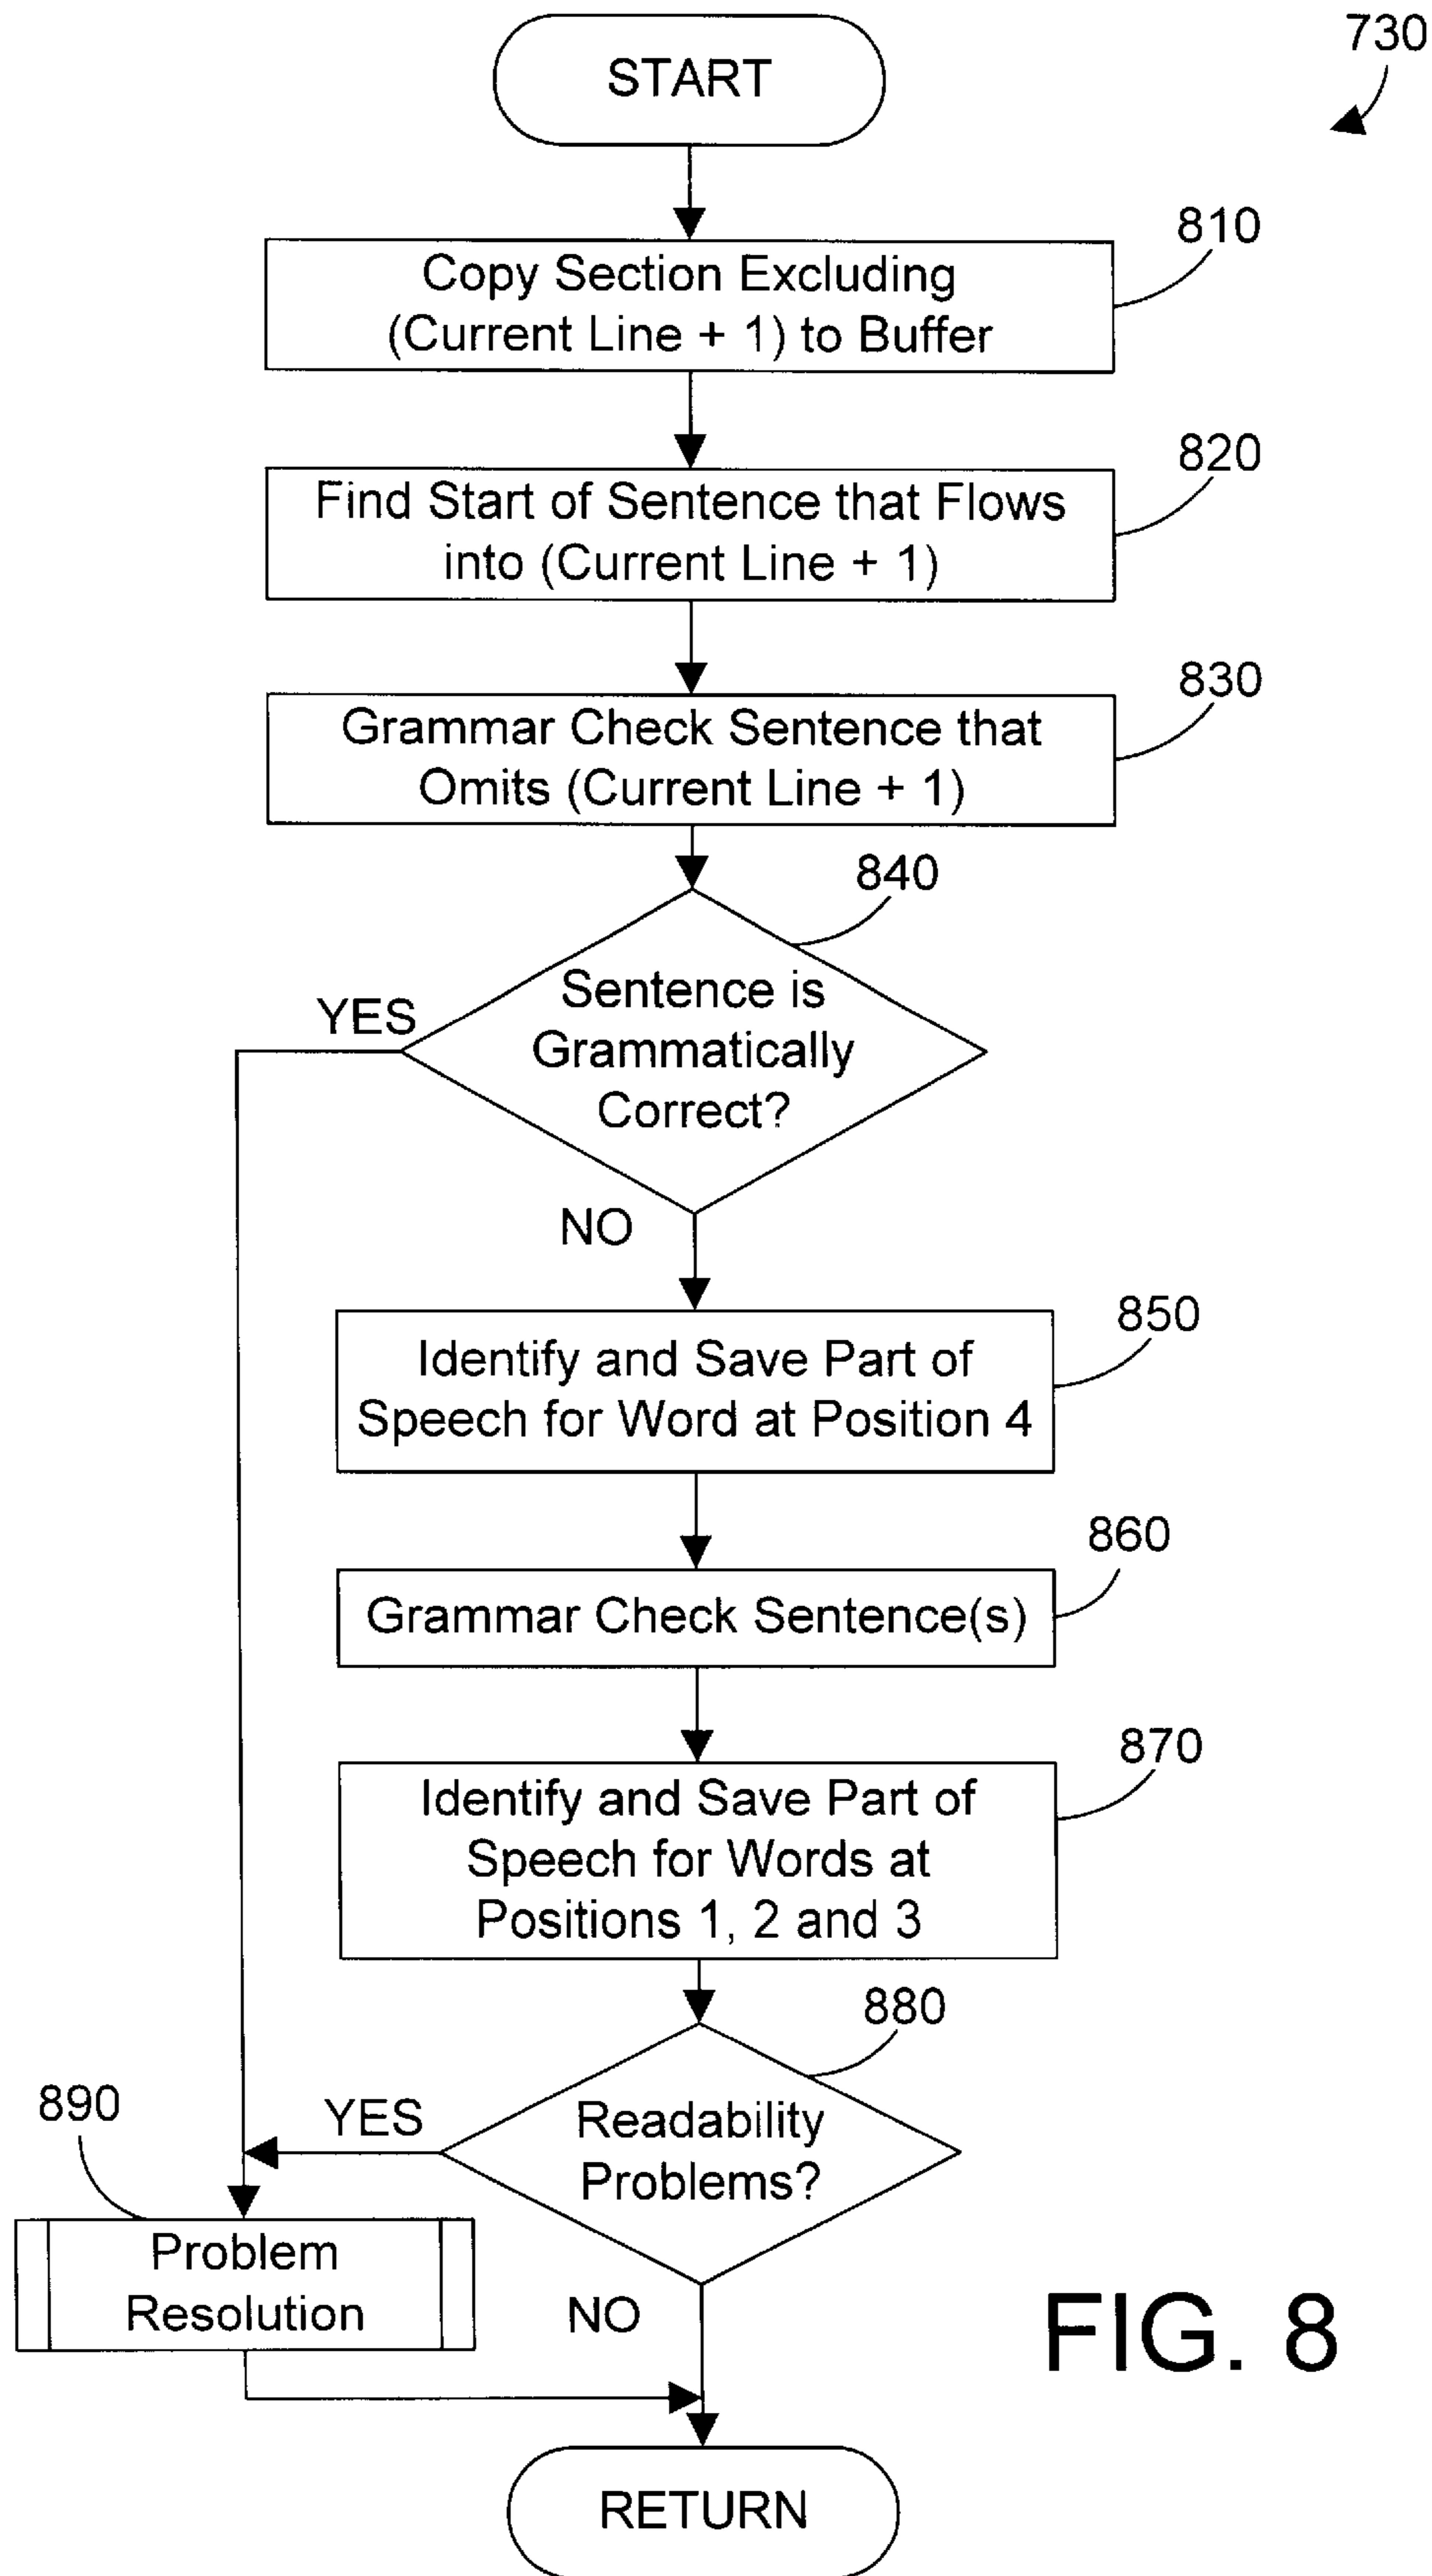 START
730
810
Copy Section Excluding
(Current Line + 1) to Buffer
820
Find Start of Sentence that Flows
into (Current Line + 1)
830
Grammar Check Sentence that
Omits (Current Line + 1)
840
Sentence is
Grammatically
Correct?
YES
NO
850
Identify and Save Part of
Speech for Word at Position 4
860
Grammar Check Sentence(s)
870
Identify and Save Part of
Speech for Words at
Positions 1, 2 and 3
880
Readability
Problems?
YES
890
Problem
Resolution
NO
FIG. 8
RETURN